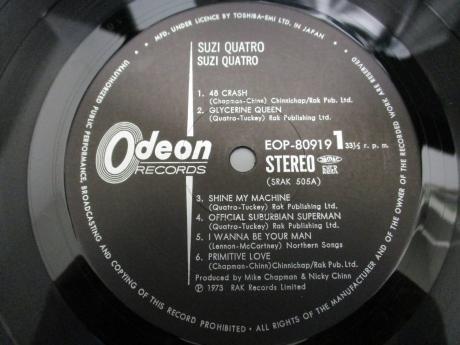 MFD. UNDER LICENCE BY TOSHIBA-EMI LTD. IN JAPAN
UNAUTHORIZED PUBLIC PERFORMANCE, BROADCASTING AND COPYING OF THIS RECORD PROHIBITED • ALL RIGHTS OF THE MANUFACTURER AND OF THE OWNER OF THE RECORDED WORK ARE RESERVED
SUZI QUATRO
SUZI QUATRO
1. 48 CRASH
(Chapman-Chine) Chinnichap/Rak Pub. Ltd.
2. GLYCERINE QUEEN
(Quatro-Tuckey) Rak Publishing Ltd.
Odeon
RECORDS
EOP-80919 1 33⅓ r. p. m.
STEREO
(SRAK 505A)
3. SHINE MY MACHINE
(Quatro-Tuckey) Rak Publishing Ltd.
4. OFFICIAL SUBURBIAN SUPERMAN
(Quatro-Tuckey) Rak Publishing Ltd.
5. I WANNA BE YOUR MAN
(Lennon-McCartney) Northern Songs
6. PRIMITIVE LOVE
(Chapman-Chinn)Chinnichap/Rak Pub. Ltd.
Produced by Mike Chapman & Nicky Chinn
Ⓟ 1973 RAK Records Limited